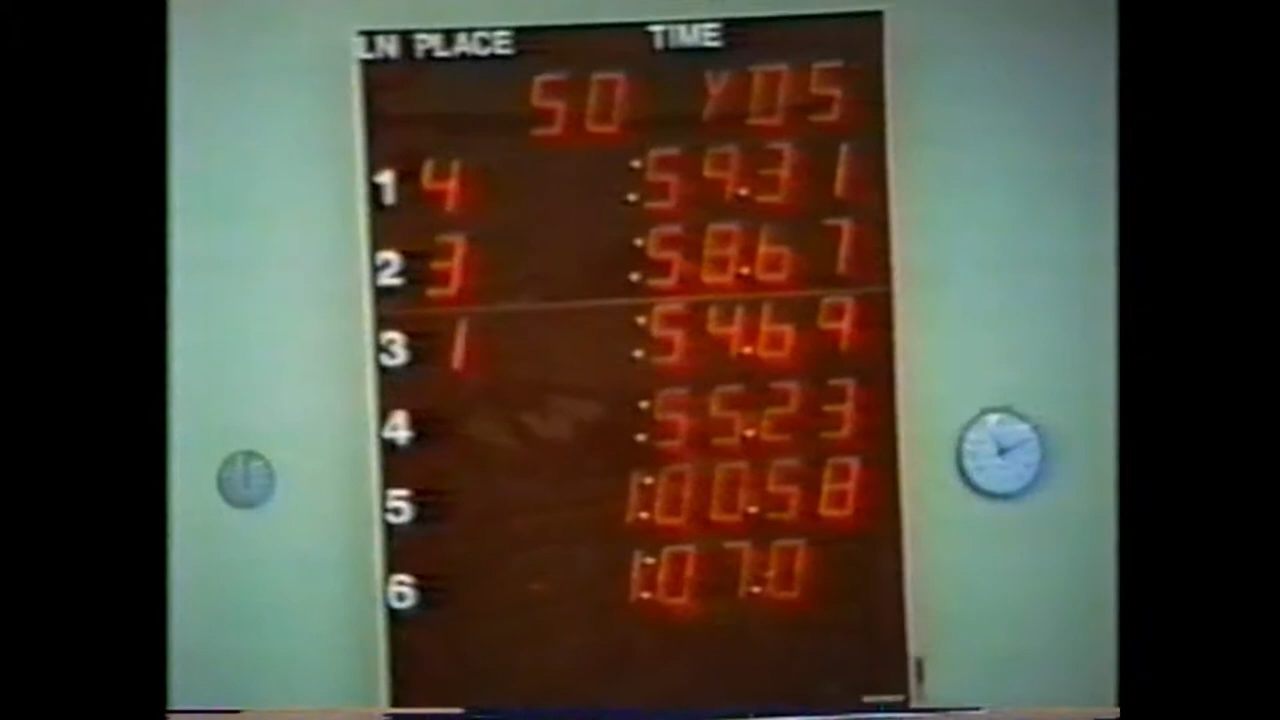 LN PLACE TIME
50 YDS
1 4 :59.31
2 3 :58.67
3 1 :54.69
4 :55.23
5 1:00.58
6 1:07.0